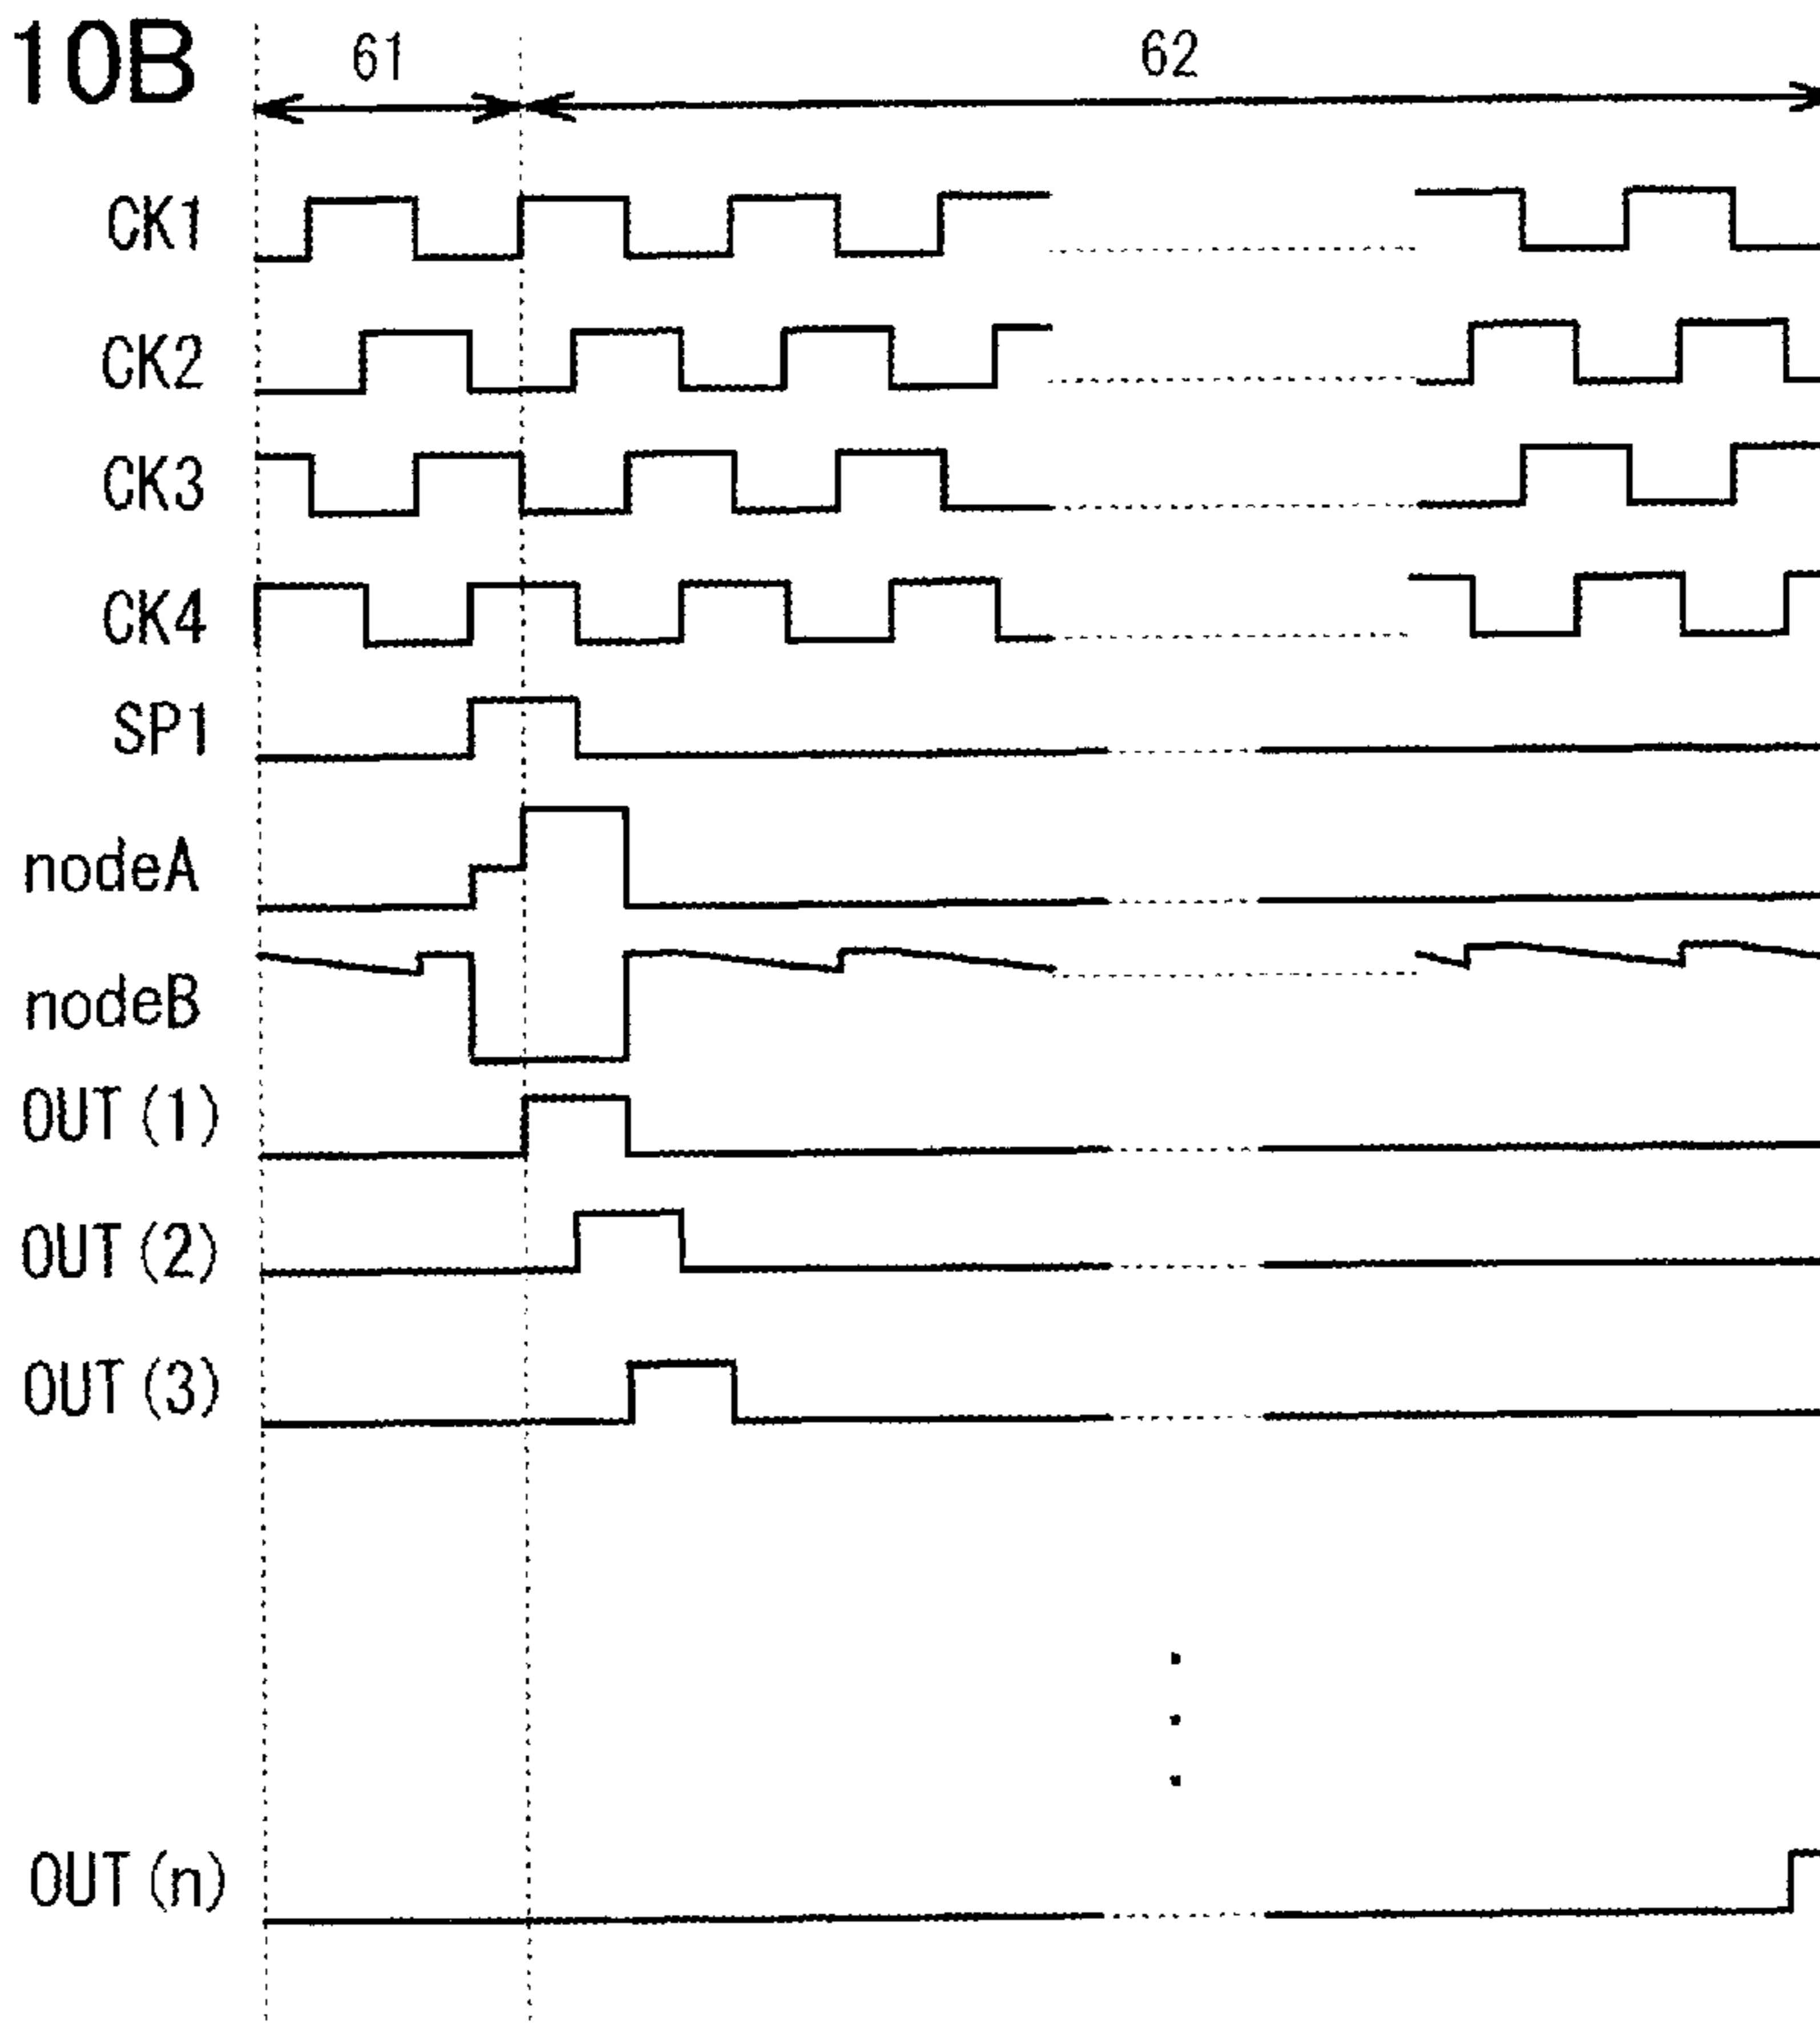 10B
61
62
CK1
CK2
CK3
CK4
SP1
nodeA
nodeB
OUT (1)
OUT (2)
OUT (3)
OUT (n)